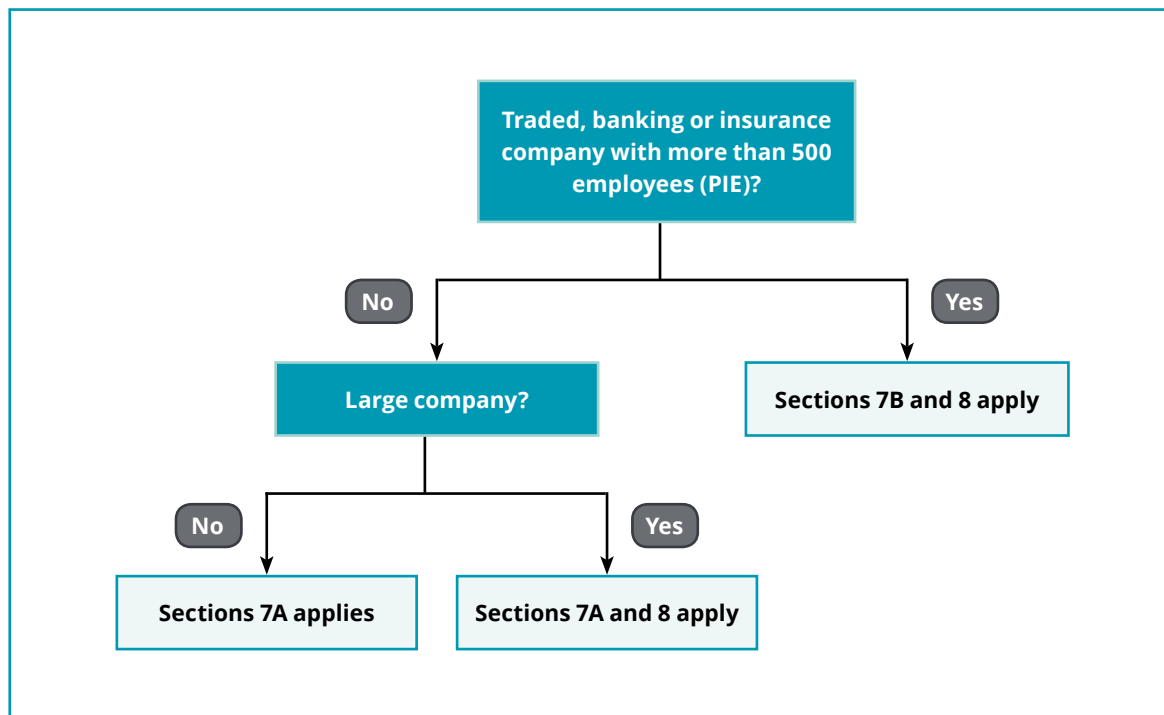 Traded, banking or insurance
company with more than 500
employees (PIE)?
No
Yes
Large company?
Sections 7B and 8 apply
No
Yes
Sections 7A applies
Sections 7A and 8 apply